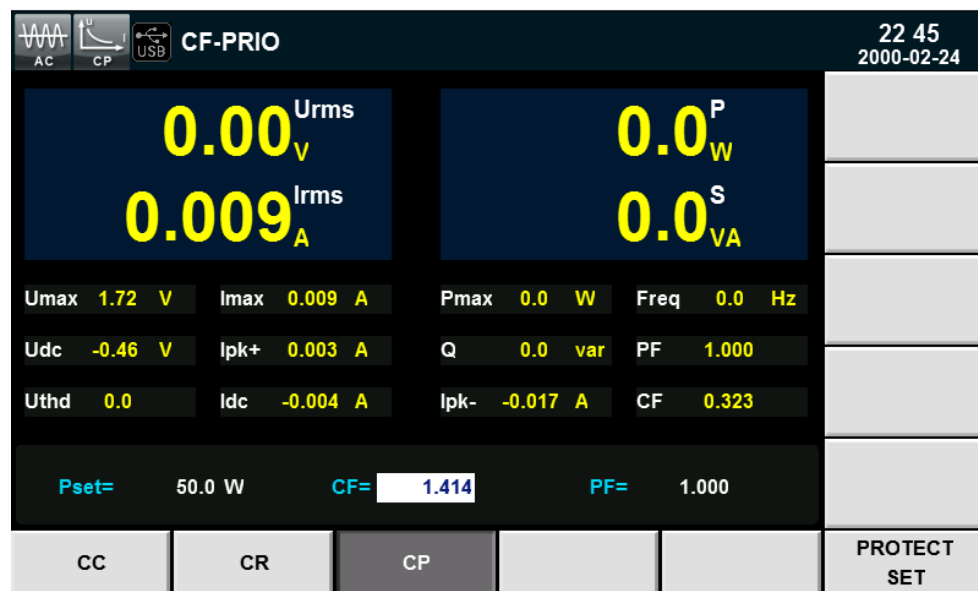 AC
U
I
CP
USB
CF-PRIO
22 45
2000-02-24
0.00 Urms V
0.0 P W
0.009 Irms A
0.0 S VA
Umax 1.72 V Imax 0.009 A Pmax 0.0 W Freq 0.0 Hz
Udc -0.46 V Ipk+ 0.003 A Q 0.0 var PF 1.000
Uthd 0.0 Idc -0.004 A Ipk- -0.017 A CF 0.323
Pset= 50.0 W CF= 1.414 PF= 1.000
CC CR CP
PROTECT
SET